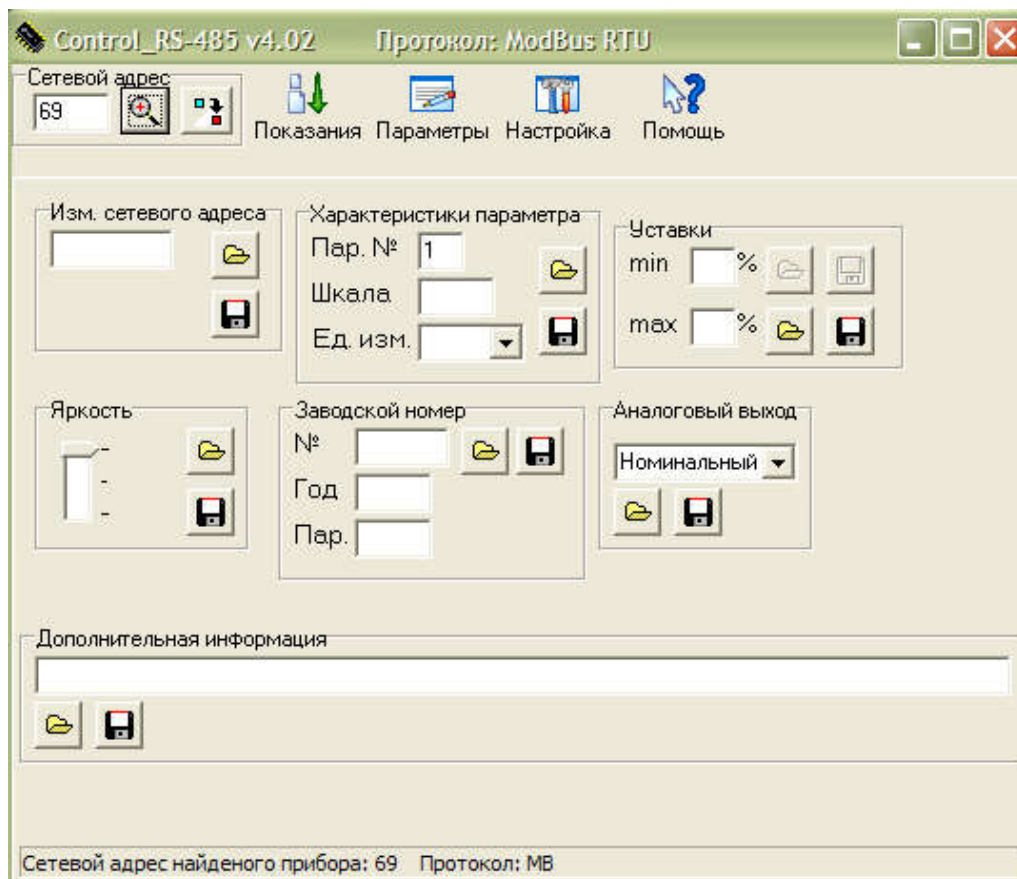 Control_RS-485 v4.02 Протокол: ModBus RTU
Сетевой адрес
69
Показания Параметры Настройка Помощь
Изм. сетевого адреса
Характеристики параметра
Пар. № 1
Шкала
Ед. изм.
Уставки
min %
max %
Яркость
Заводской номер
№
Год
Пар.
Аналоговый выход
Номинальный
Дополнительная информация
Сетевой адрес найденого прибора: 69 Протокол: MB